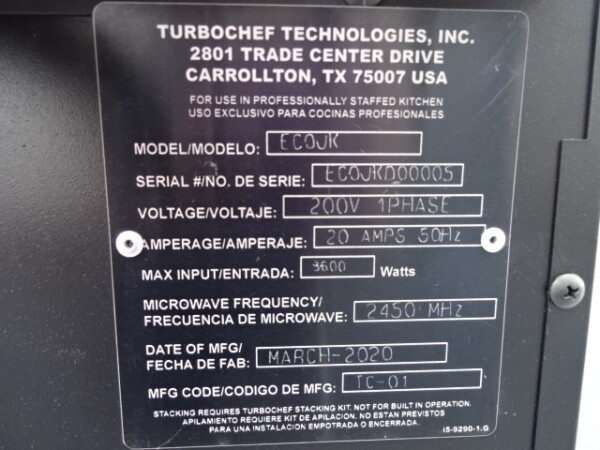 TURBOCHEF TECHNOLOGIES, INC.
2801 TRADE CENTER DRIVE
CARROLLTON, TX 75007 USA
FOR USE IN PROFESSIONALLY STAFFED KITCHEN
USO EXCLUSIVO PARA COCINAS PROFESIONALES
MODEL/MODELO: ECOJK
SERIAL #/NO. DE SERIE: ECOJKD00005
VOLTAGE/VOLTAJE: 200V 1PHASE
AMPERAGE/AMPERAJE: 20 AMPS 50Hz
MAX INPUT/ENTRADA: 3600 Watts
MICROWAVE FREQUENCY/
FRECUENCIA DE MICROWAVE: 2450 MHz
DATE OF MFG/
FECHA DE FAB: MARCH-2020
MFG CODE/CODIGO DE MFG: TC-01
STACKING REQUIRES TURBOCHEF STACKING KIT. NOT FOR BUILT IN OPERATION.
APILAMIENTO REQUIERE KIT DE APILACION. NO ESTAN PREVISTOS
PARA UNA INSTALACION EMPOTRADA O ENCERRADO.
i5-9290-1.G